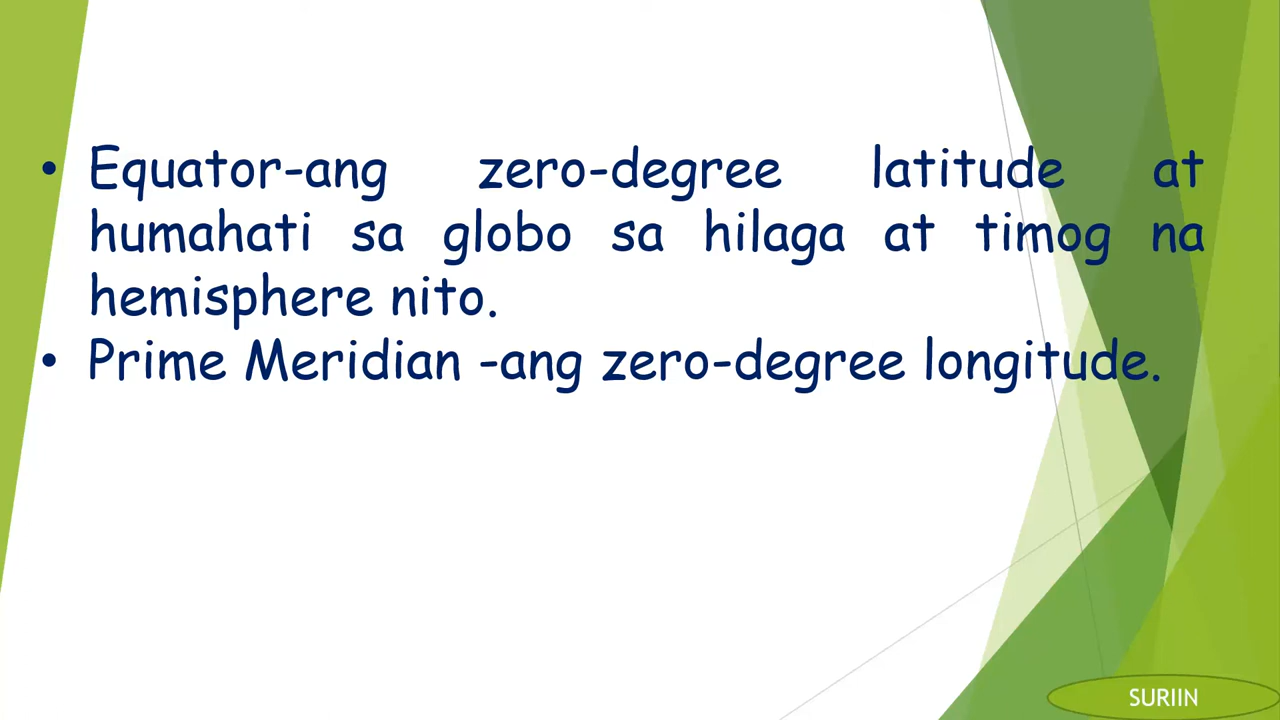 • Equator-ang zero-degree latitude at
humahati sa globo sa hilaga at timog na
hemisphere nito.
• Prime Meridian -ang zero-degree longitude.
SURIIN